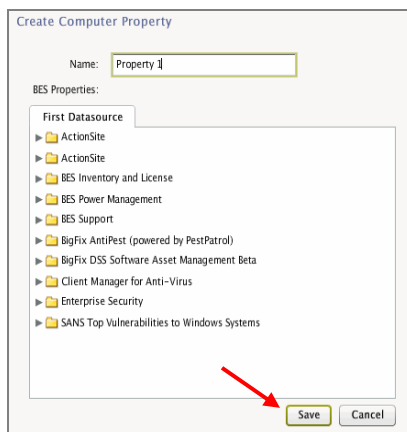 Create Computer Property
Name: Property 1
BES Properties:
First Datasource
ActionSite
ActionSite
BES Inventory and License
BES Power Management
BES Support
BigFix AntiPest (powered by PestPatrol)
BigFix DSS Software Asset Management Beta
Client Manager for Anti-Virus
Enterprise Security
SANS Top Vulnerabilities to Windows Systems
Save Cancel